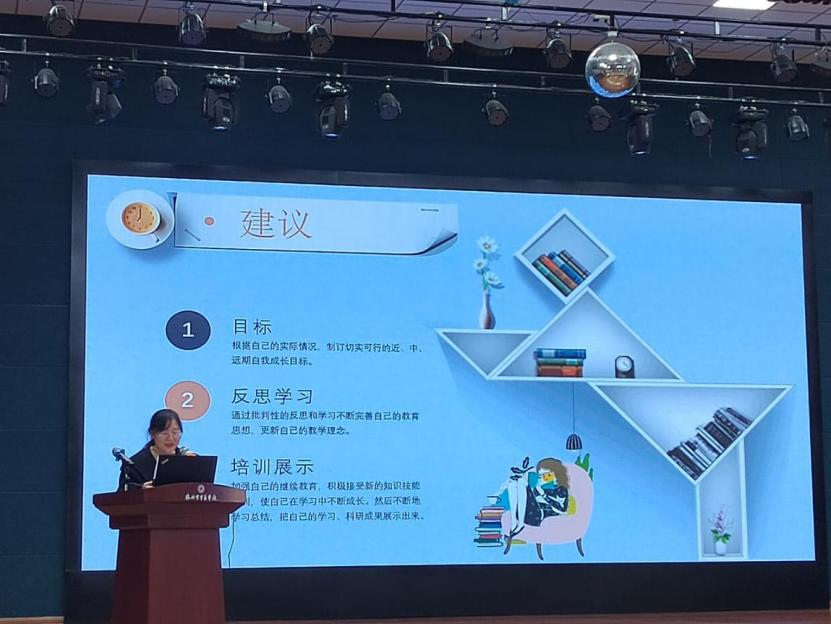 建议
1
目标
根据自己的实际情况，制订切实可行的近、中、
远期自我成长目标。
2
反思学习
通过批判性的反思和学习不断完善自己的教育
思想，更新自己的教学理念。
培训展示
加强自己的继续教育，积极接受新的知识技能
训，使自己在学习中不断成长。然后不断地
学习总结，把自己的学习、科研成果展示出来。